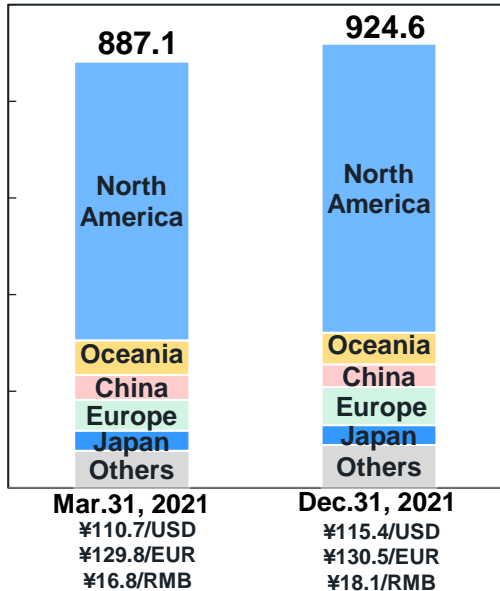 887.1
924.6
North
America
North
America
Oceania
Oceania
China
China
Europe
Europe
Japan
Japan
Others
Others
Mar.31, 2021
Dec.31, 2021
¥110.7/USD
¥115.4/USD
¥129.8/EUR
¥130.5/EUR
¥16.8/RMB
¥18.1/RMB